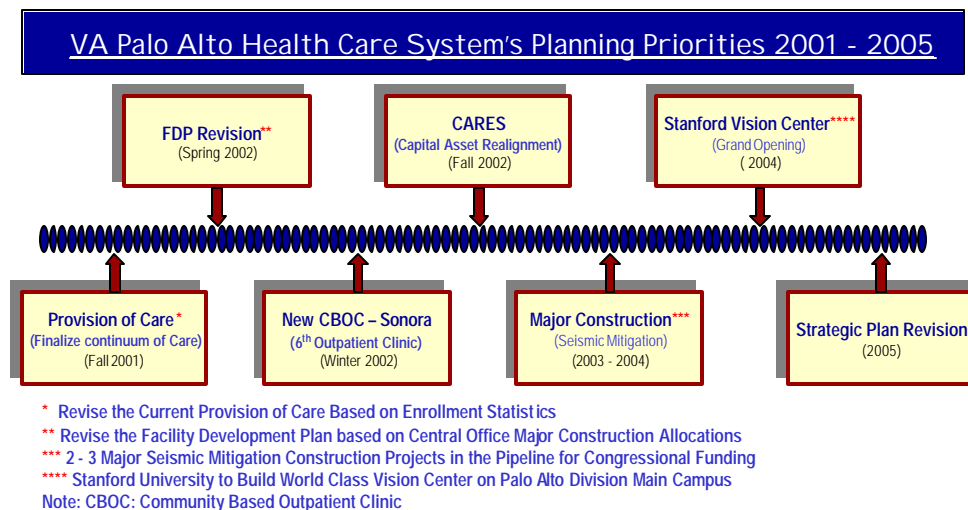 VA Palo Alto Health Care System's Planning Priorities 2001 - 2005
FDP Revision**
(Spring 2002)
CARES
(Capital Asset Realignment)
(Fall 2002)
Stanford Vision Center****
(Grand Opening)
( 2004)
Provision of Care*
(Finalize continuum of Care)
(Fall 2001)
New CBOC – Sonora
(6th Outpatient Clinic)
(Winter 2002)
Major Construction***
(Seismic Mitigation)
(2003 - 2004)
Strategic Plan Revision
(2005)
* Revise the Current Provision of Care Based on Enrollment Statistics
** Revise the Facility Development Plan based on Central Office Major Construction Allocations
*** 2 - 3 Major Seismic Mitigation Construction Projects in the Pipeline for Congressional Funding
**** Stanford University to Build World Class Vision Center on Palo Alto Division Main Campus
Note: CBOC: Community Based Outpatient Clinic